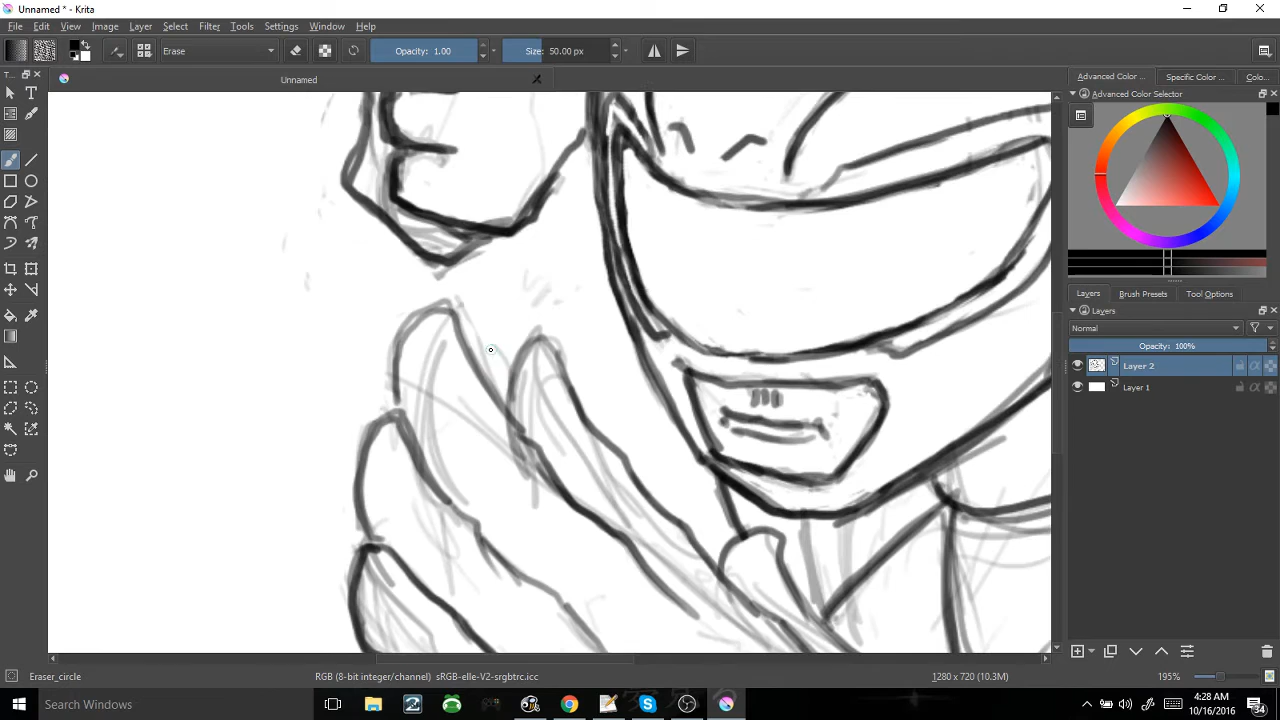 Unnamed * - Krita
File Edit View Image Layer Select Filter Tools Settings Window Help
Erase Opacity: 1.00 Size: 50.00 px
T...
Unnamed
Advanced Color ... Specific Color ... Colo...
Advanced Color Selector
Layers Brush Presets Tool Options
Layers
Normal
Opacity: 100%
Layer 2
Layer 1
Eraser_circle RGB (8-bit integer/channel) sRGB-elle-V2-srgbtrc.icc 1280 x 720 (10.3M) 195%
Search Windows
4:28 AM
10/16/2016
34